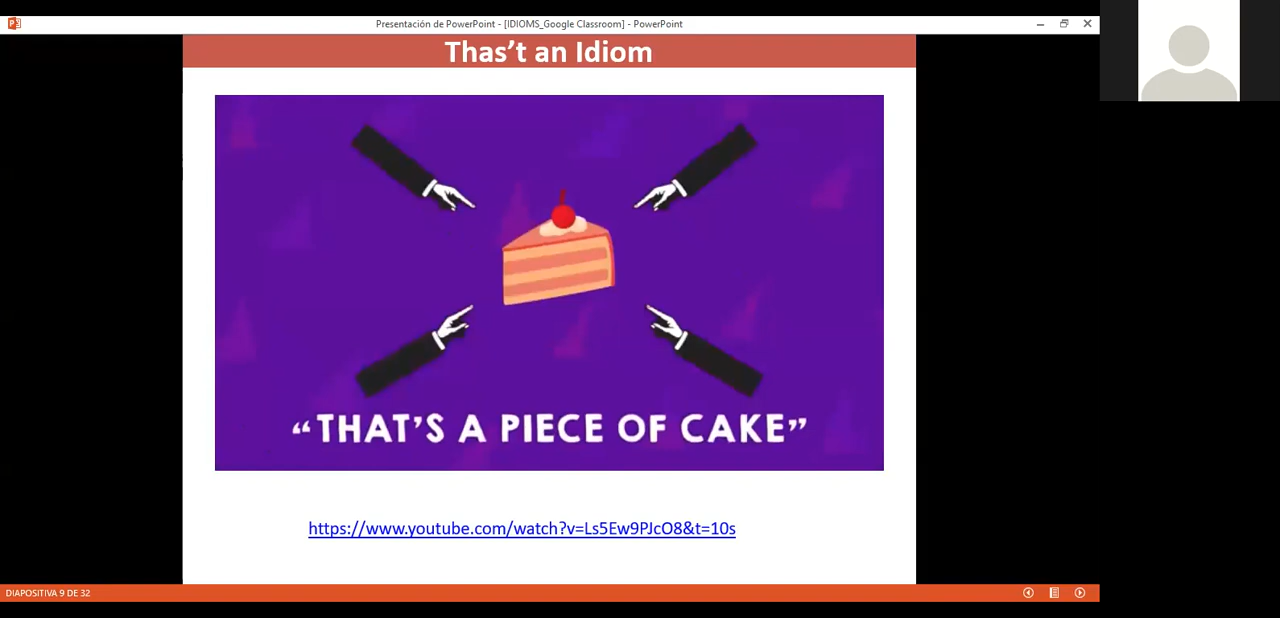 Presentación de PowerPoint - [IDIOMS_Google Classroom] - PowerPoint
Thas't an Idiom
“THAT'S A PIECE OF CAKE”
https://www.youtube.com/watch?v=Ls5Ew9PJcO8&t=10s
DIAPOSITIVA 9 DE 32